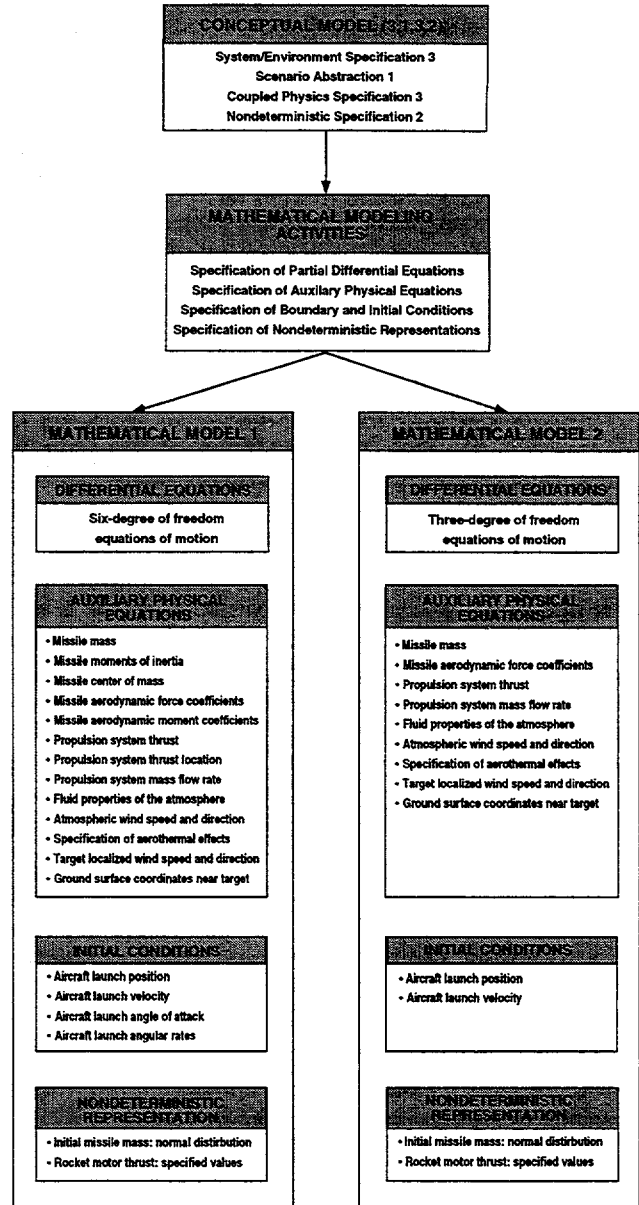 CONCEPTUAL MODEL (3,1,3,2)
System/Environment Specification 3
Scenario Abstraction 1
Coupled Physics Specification 3
Nondeterministic Specification 2
MATHEMATICAL MODELING
ACTIVITIES
Specification of Partial Differential Equations
Specification of Auxilary Physical Equations
Specification of Boundary and Initial Conditions
Specification of Nondeterministic Representations
MATHEMATICAL MODEL 1
DIFFERENTIAL EQUATIONS
Six-degree of freedom
equations of motion
AUXILIARY PHYSICAL
EQUATIONS
• Missile mass
• Missile moments of inertia
• Missile center of mass
• Missile aerodynamic force coefficients
• Missile aerodynamic moment coefficients
• Propulsion system thrust
• Propulsion system thrust location
• Propulsion system mass flow rate
• Fluid properties of the atmosphere
• Atmospheric wind speed and direction
• Specification of aerothermal effects
• Target localized wind speed and direction
• Ground surface coordinates near target
INITIAL CONDITIONS
• Aircraft launch position
• Aircraft launch velocity
• Aircraft launch angle of attack
• Aircraft launch angular rates
NONDETERMINISTIC
REPRESENTATION
• Initial missile mass: normal distirbution
• Rocket motor thrust: specified values
MATHEMATICAL MODEL 2
DIFFERENTIAL EQUATIONS
Three-degree of freedom
equations of motion
AUXILIARY PHYSICAL
EQUATIONS
• Missile mass
• Missile aerodynamic force coefficients
• Propulsion system thrust
• Propulsion system mass flow rate
• Fluid properties of the atmosphere
• Atmospheric wind speed and direction
• Specification of aerothermal effects
• Target localized wind speed and direction
• Ground surface coordinates near target
INITIAL CONDITIONS
• Aircraft launch position
• Aircraft launch velocity
NONDETERMINISTIC
REPRESENTATION
• Initial missile mass: normal distirbution
• Rocket motor thrust: specified values